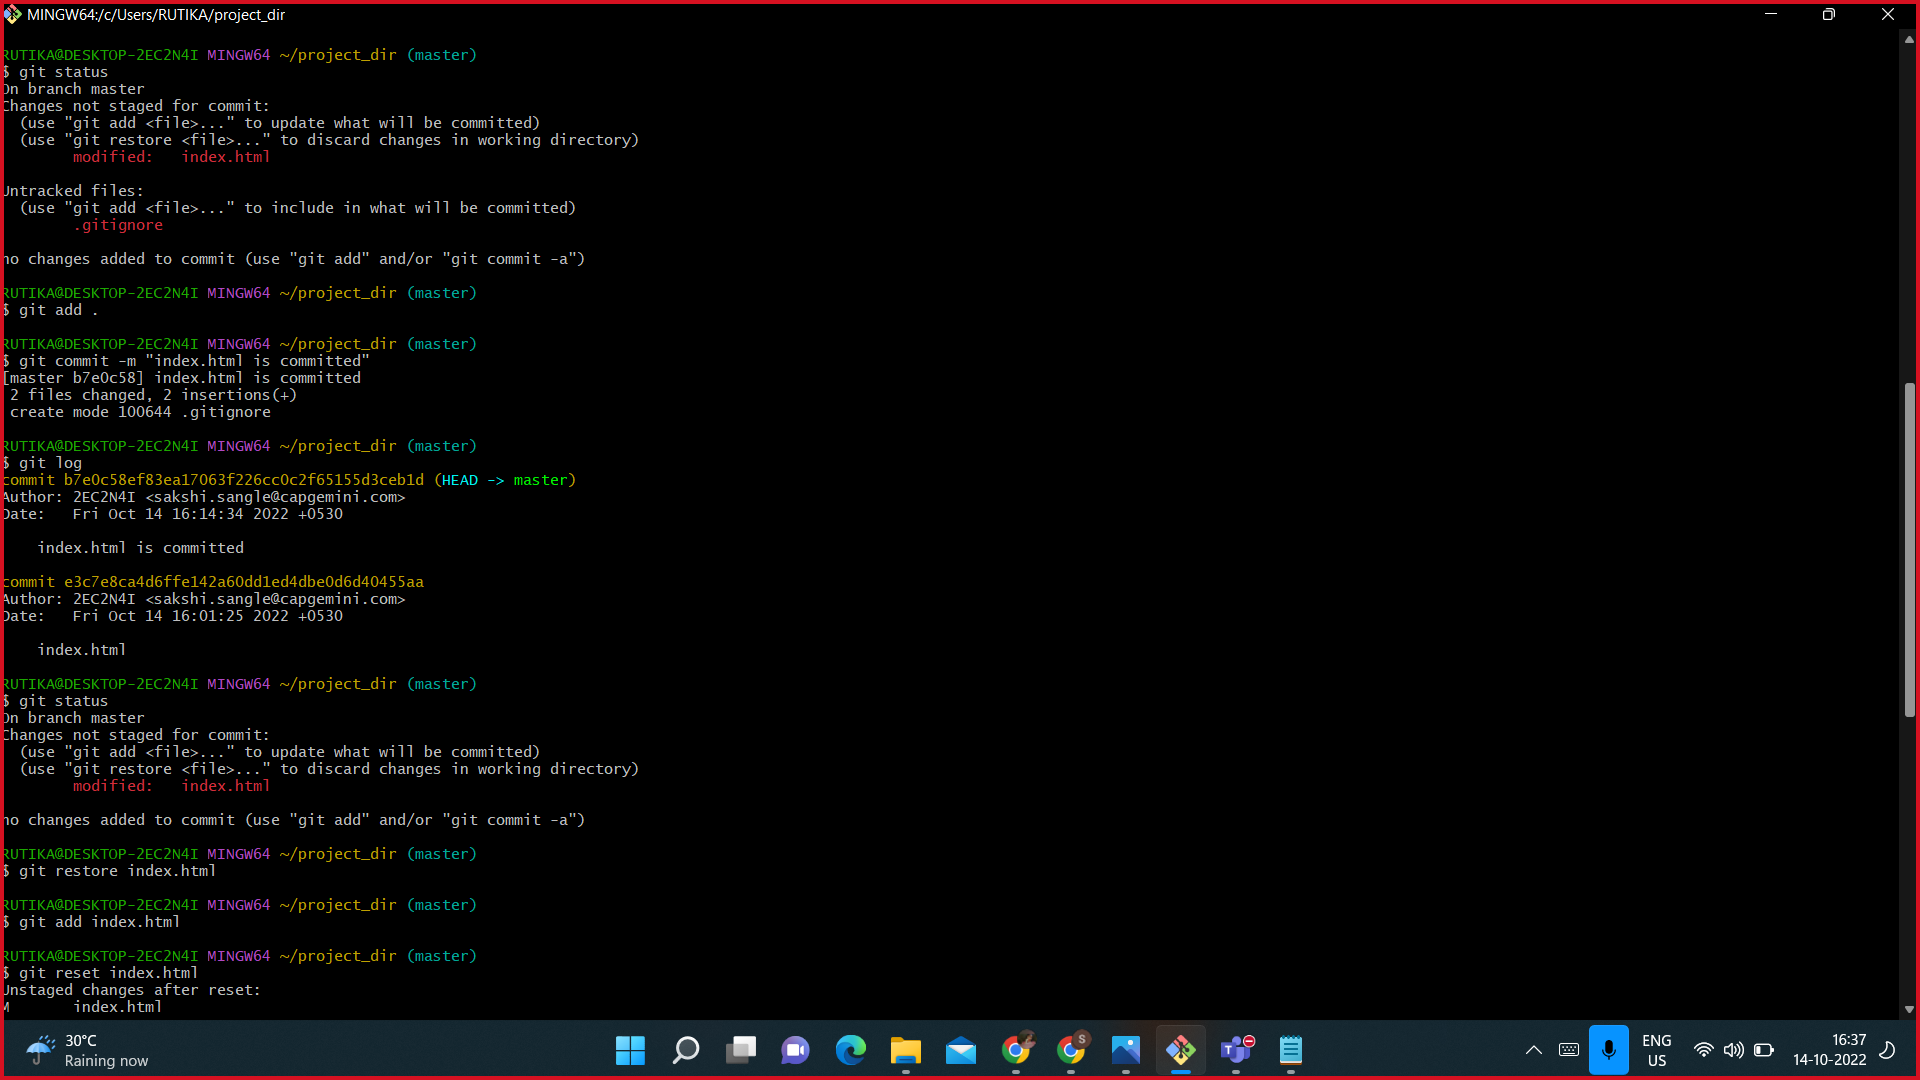 MINGW64:/c/Users/RUTIKA/project_dir
RUTIKA@DESKTOP-2EC2N4I MINGW64 ~/project_dir (master)
$ git status
On branch master
Changes not staged for commit:
  (use "git add <file>..." to update what will be committed)
  (use "git restore <file>..." to discard changes in working directory)
        modified:   index.html
Untracked files:
  (use "git add <file>..." to include in what will be committed)
        .gitignore
no changes added to commit (use "git add" and/or "git commit -a")
RUTIKA@DESKTOP-2EC2N4I MINGW64 ~/project_dir (master)
$ git add .
RUTIKA@DESKTOP-2EC2N4I MINGW64 ~/project_dir (master)
$ git commit -m "index.html is committed"
[master b7e0c58] index.html is committed
 2 files changed, 2 insertions(+)
 create mode 100644 .gitignore
RUTIKA@DESKTOP-2EC2N4I MINGW64 ~/project_dir (master)
$ git log
commit b7e0c58ef83ea17063f226cc0c2f65155d3ceb1d (HEAD -> master)
Author: 2EC2N4I <sakshi.sangle@capgemini.com>
Date:   Fri Oct 14 16:14:34 2022 +0530
    index.html is committed
commit e3c7e8ca4d6ffe142a60dd1ed4dbe0d6d40455aa
Author: 2EC2N4I <sakshi.sangle@capgemini.com>
Date:   Fri Oct 14 16:01:25 2022 +0530
    index.html
RUTIKA@DESKTOP-2EC2N4I MINGW64 ~/project_dir (master)
$ git status
On branch master
Changes not staged for commit:
  (use "git add <file>..." to update what will be committed)
  (use "git restore <file>..." to discard changes in working directory)
        modified:   index.html
no changes added to commit (use "git add" and/or "git commit -a")
RUTIKA@DESKTOP-2EC2N4I MINGW64 ~/project_dir (master)
$ git restore index.html
RUTIKA@DESKTOP-2EC2N4I MINGW64 ~/project_dir (master)
$ git add index.html
RUTIKA@DESKTOP-2EC2N4I MINGW64 ~/project_dir (master)
$ git reset index.html
Unstaged changes after reset:
M       index.html
30°C
Raining now
S
T
ENG
US
16:37
14-10-2022